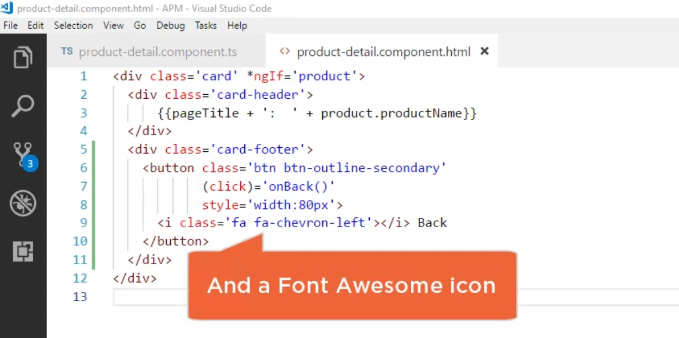 product-detail.component.html - APM - Visual Studio Code
File Edit Selection View Go Debug Tasks Help
TS product-detail.component.ts <> product-detail.component.html ×
1 <div class='card' *ngIf='product'>
2 <div class='card-header'>
3 {{pageTitle + ':  ' + product.productName}}
4 </div>
5 <div class='card-footer'>
6 <button class='btn btn-outline-secondary'
7 (click)='onBack()'
8 style='width:80px'>
9 <i class='fa fa-chevron-left'></i> Back
10 </button>
11 </div>
12 </div>
13
3
And a Font Awesome icon